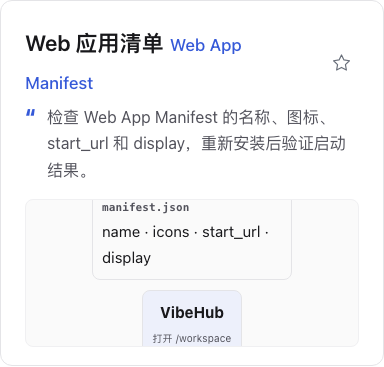 Web 应用清单 Web App
Manifest
“ 检查 Web App Manifest 的名称、图标、
start_url 和 display，重新安装后验证启动
结果。
manifest.json
name · icons · start_url ·
display
VibeHub
打开 /workspace